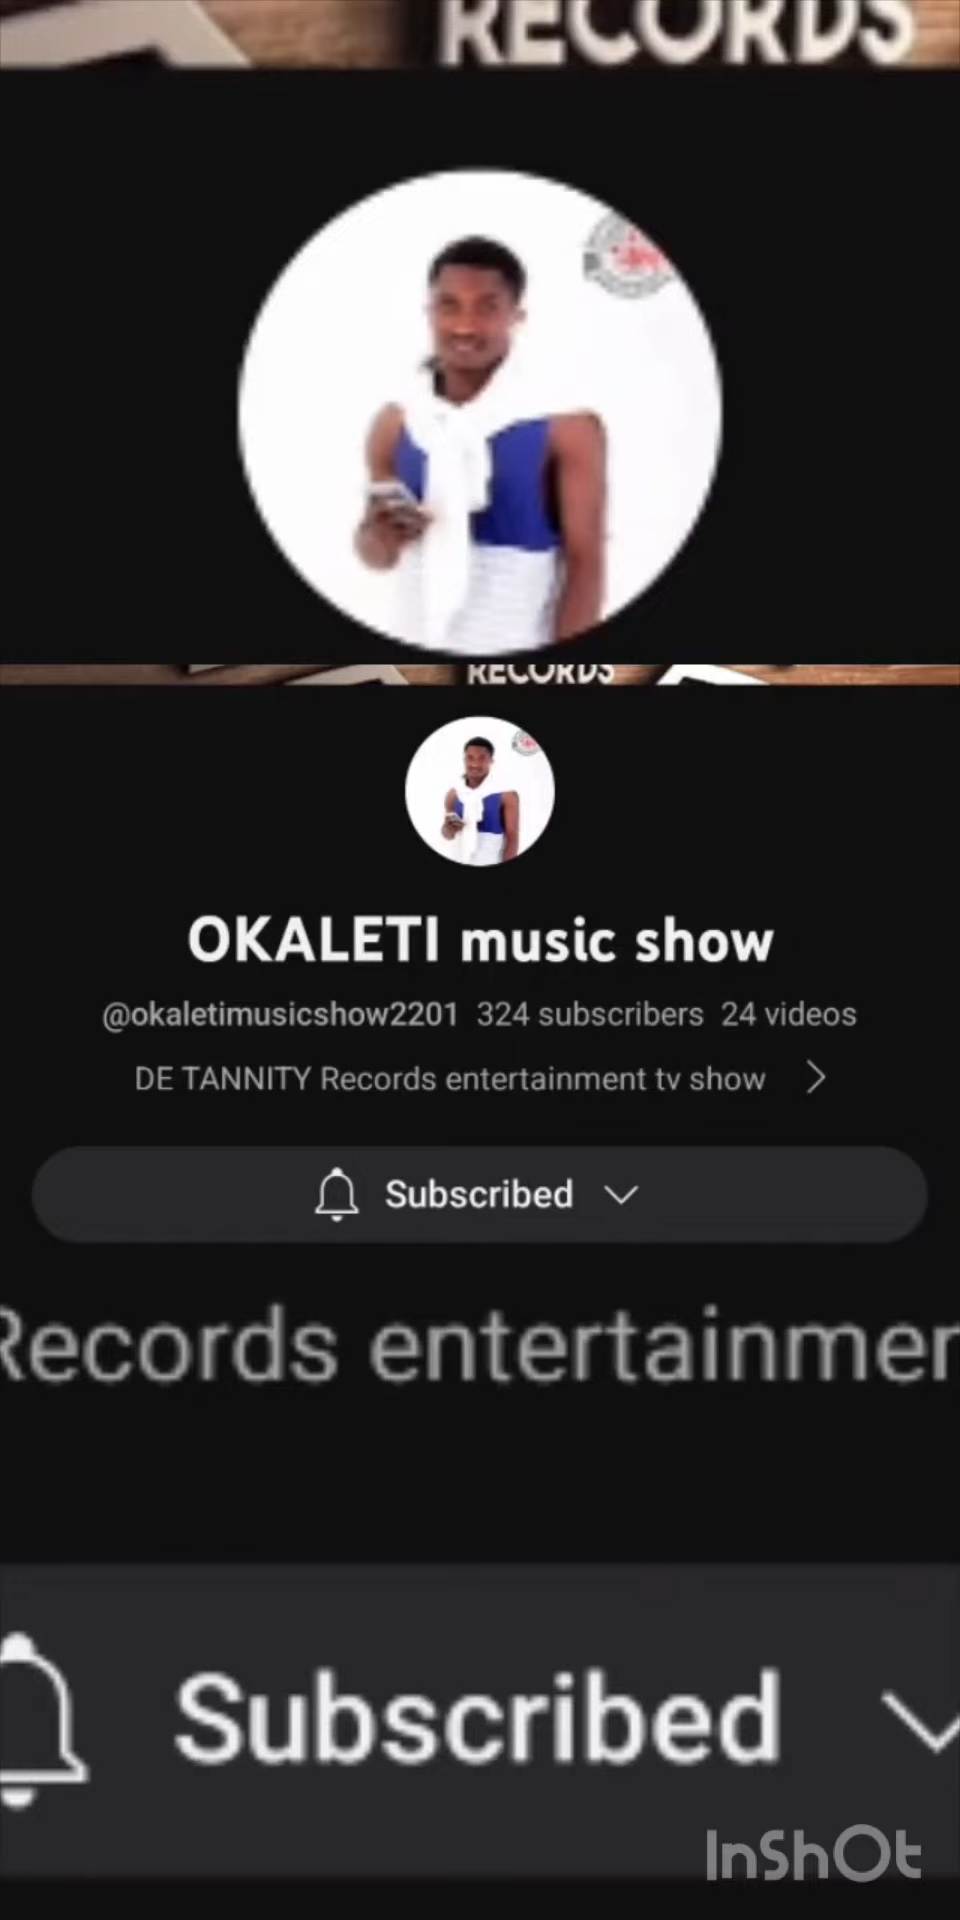 RECORDS
RECORDS
OKALETI music show
@okaletimusicshow2201 324 subscribers 24 videos
DE TANNITY Records entertainment tv show
Subscribed
Records entertainmen
Subscribed
InShOt